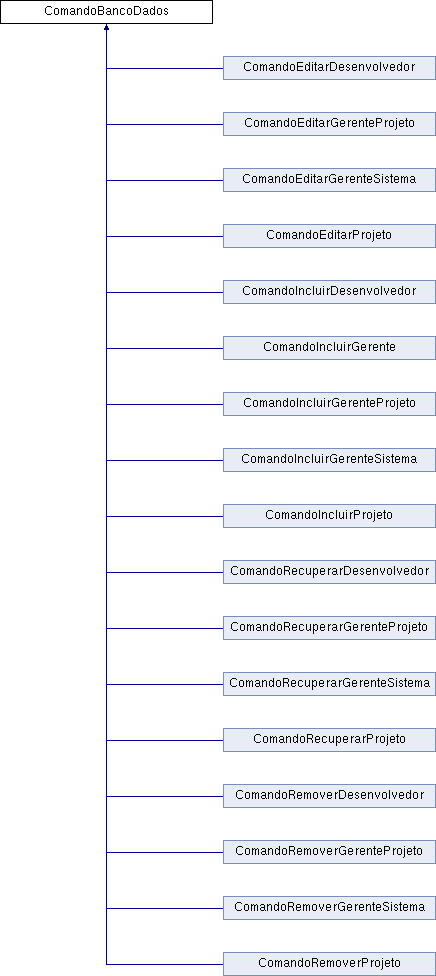 ComandoBancoDados
ComandoEditarDesenvolvedor
ComandoEditarGerenteProjeto
ComandoEditarGerenteSistema
ComandoEditarProjeto
ComandoIncluirDesenvolvedor
ComandoIncluirGerente
ComandoIncluirGerenteProjeto
ComandoIncluirGerenteSistema
ComandoIncluirProjeto
ComandoRecuperarDesenvolvedor
ComandoRecuperarGerenteProjeto
ComandoRecuperarGerenteSistema
ComandoRecuperarProjeto
ComandoRemoverDesenvolvedor
ComandoRemoverGerenteProjeto
ComandoRemoverGerenteSistema
ComandoRemoverProjeto